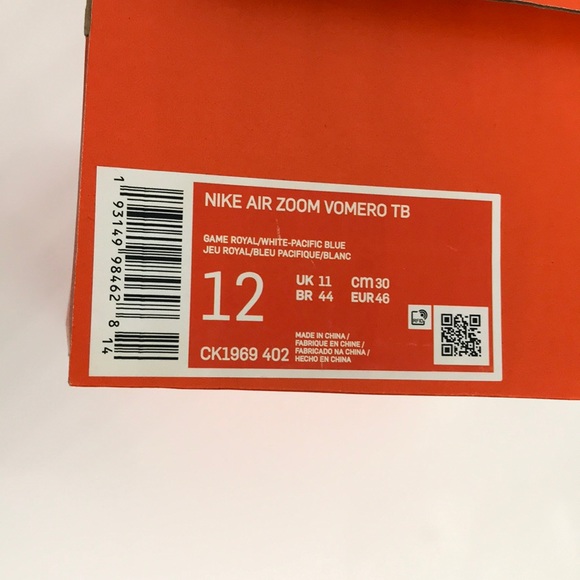 1 93149 98462 8 14
NIKE AIR ZOOM VOMERO TB
GAME ROYAL/WHITE-PACIFIC BLUE
JEU ROYAL/BLEU PACIFIQUE/BLANC
12
UK 11 cm 30
BR 44 EUR 46
CK1969 402
MADE IN CHINA /
FABRIQUE EN CHINE /
FABRICADO NA CHINA /
HECHO EN CHINA
RFID